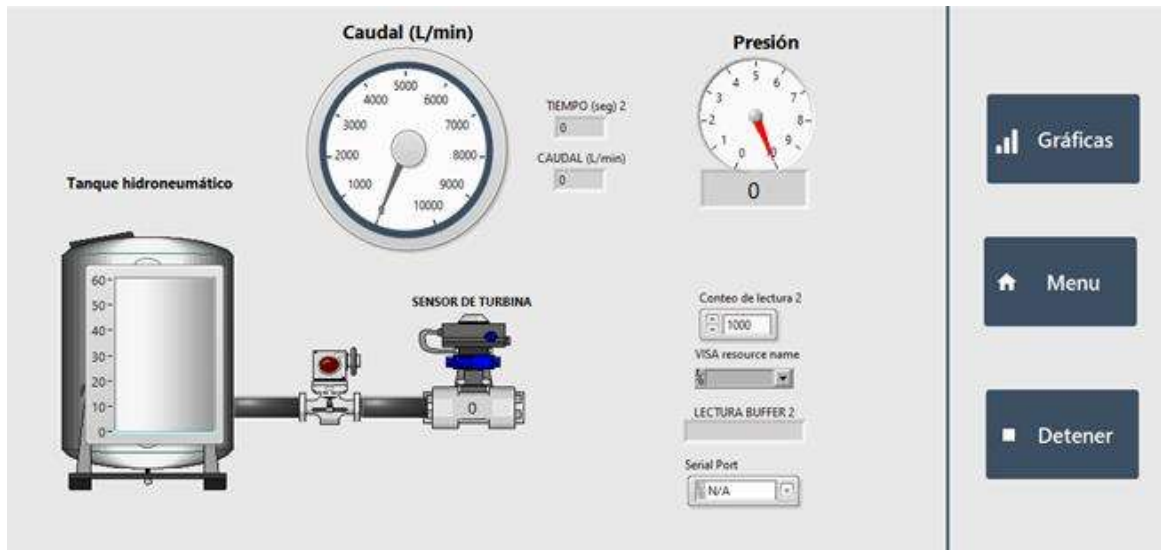 Caudal (L/min)
5000
4000
6000
3000
7000
2000
8000
1000
9000
0
10000
TIEMPO (seg) 2
0
CAUDAL (L/min)
0
Presión
5
4
6
3
7
2
8
1
9
0
10
0
Gráficas
Tanque hidroneumático
60
50
40
30
20
10
0
SENSOR DE TURBINA
0
Conteo de lectura 2
1000
VISA resource name
LECTURA BUFFER 2
Serial Port
N/A
Menu
Detener